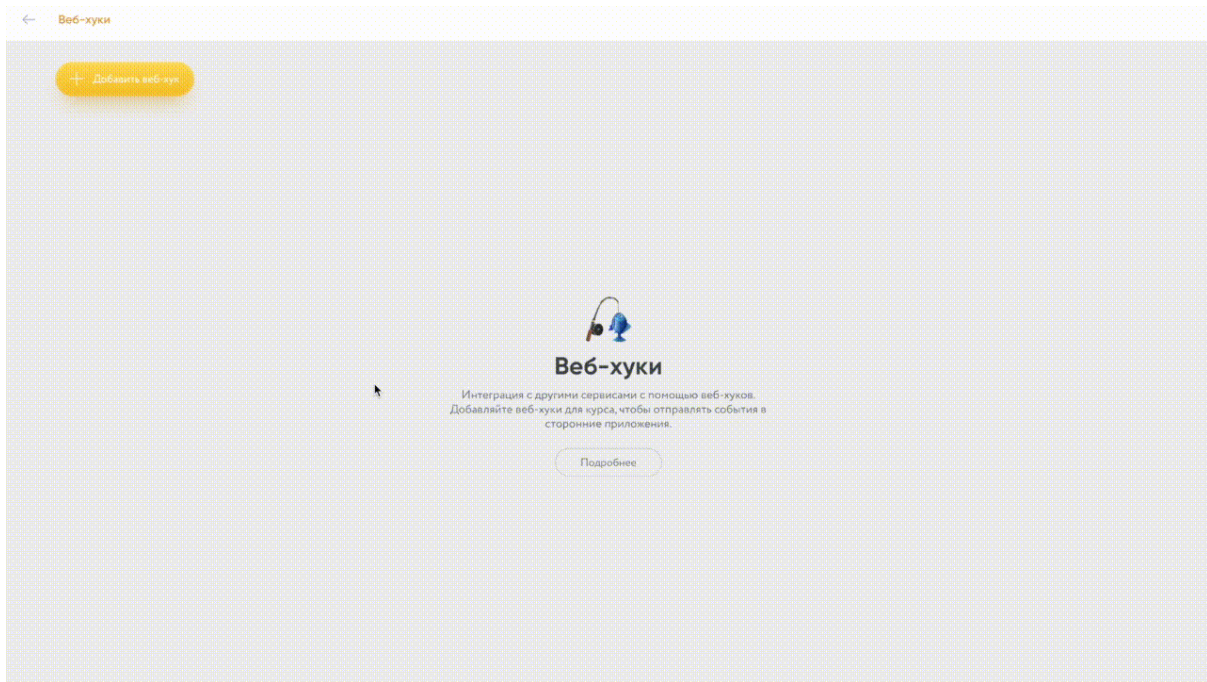 Веб-хуки
Добавить веб-хук
Веб-хуки
Интеграция с другими сервисами с помощью веб-хуков.
Добавляйте веб-хуки для курса, чтобы отправлять события в
сторонние приложения.
Подробнее